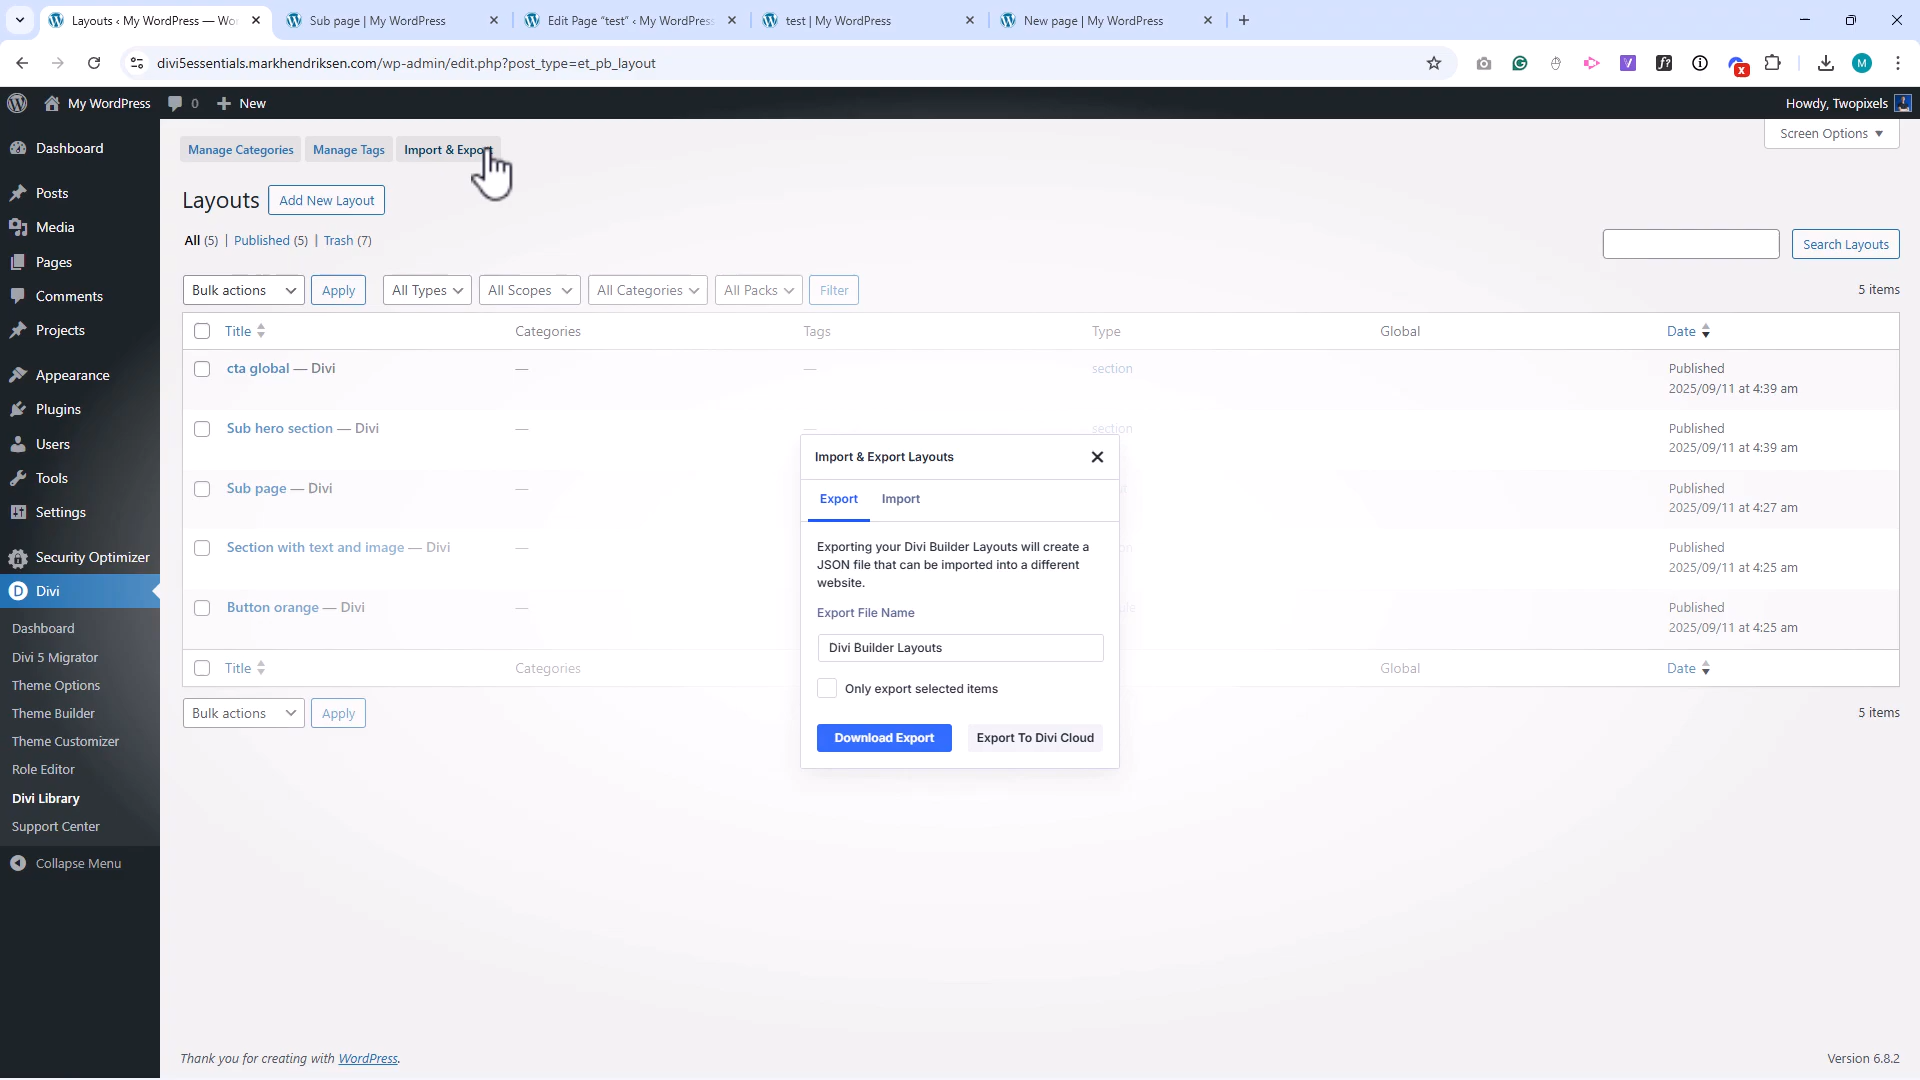 Layouts ‹ My WordPress — Wo
Sub page | My WordPress
Edit Page “test” ‹ My WordPress
test | My WordPress
New page | My WordPress
divi5essentials.markhendriksen.com/wp-admin/edit.php?post_type=et_pb_layout
My WordPress
0
New
Howdy, Twopixels
Screen Options
Dashboard
Posts
Media
Pages
Comments
Projects
Appearance
Plugins
Users
Tools
Settings
Security Optimizer
Divi
Dashboard
Divi 5 Migrator
Theme Options
Theme Builder
Theme Customizer
Role Editor
Divi Library
Support Center
Collapse Menu
Manage Categories
Manage Tags
Import & Export
Layouts
Add New Layout
All (5) | Published (5) | Trash (7)
Search Layouts
Bulk actions
Apply
All Types
All Scopes
All Categories
All Packs
Filter
5 items
Title
Categories
Tags
Type
Global
Date
cta global — Divi
—
—
section
Published
2025/09/11 at 4:39 am
Sub hero section — Divi
—
—
section
Published
2025/09/11 at 4:39 am
Sub page — Divi
—
Published
2025/09/11 at 4:27 am
Section with text and image — Divi
—
Published
2025/09/11 at 4:25 am
Button orange — Divi
—
Published
2025/09/11 at 4:25 am
Title
Categories
Global
Date
Bulk actions
Apply
5 items
Import & Export Layouts
Export
Import
Exporting your Divi Builder Layouts will create a
JSON file that can be imported into a different
website.
Export File Name
Divi Builder Layouts
Only export selected items
Download Export
Export To Divi Cloud
Thank you for creating with WordPress.
Version 6.8.2